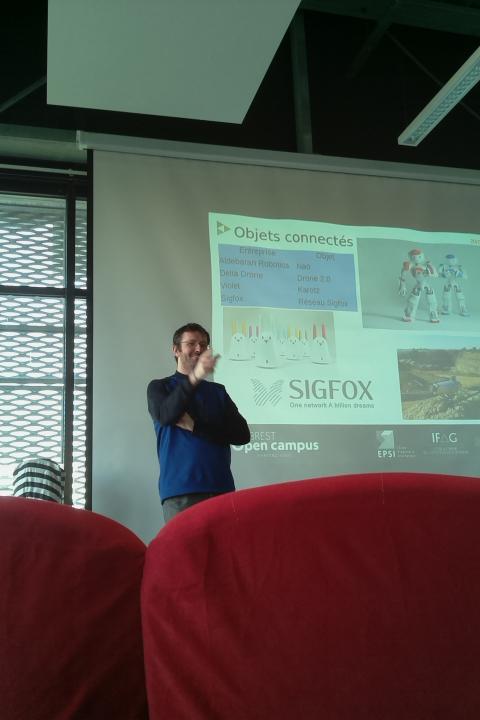 Objets connectés
Entreprise Objet
Aldebaran Robotics Nao
Delta Drone Drone 2.0
Violet Karotz
Sigfox Réseau Sigfox
SIGFOX
One network A billion dreams
BREST
Open campus
EPSI
IFAG